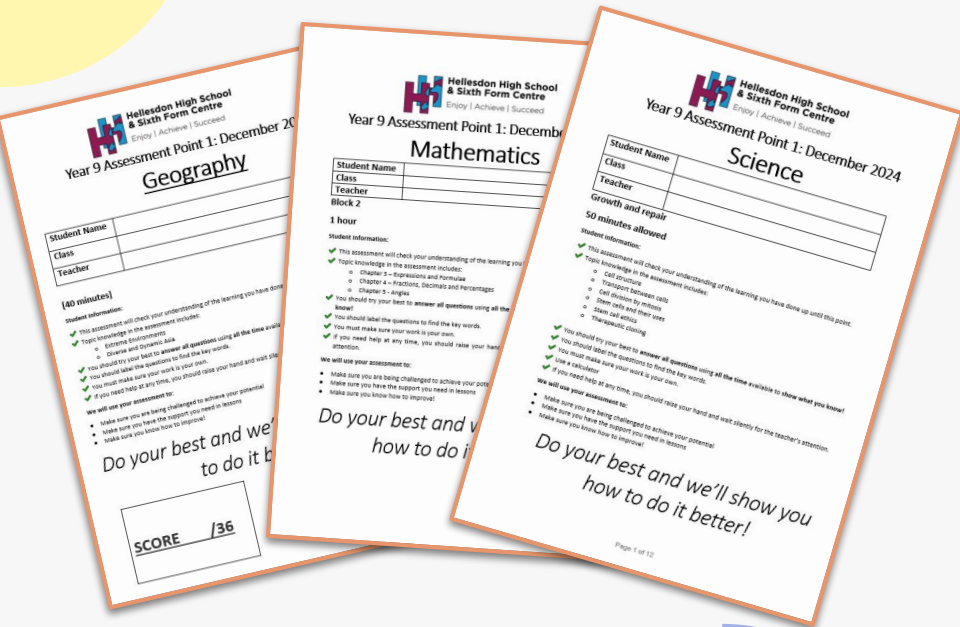 Hellesdon High School
& Sixth Form Centre
Enjoy | Achieve | Succeed
Year 9 Assessment Point 1: December 20
Geography
Student Name
Class
Teacher
[40 minutes]
Student Information:
This assessment will check your understanding of the learning you have done
Topic knowledge in the assessment includes:
Extreme Environments
Diverse and Dynamic Asia
You should try your best to answer all questions using all the time availa
You should label the questions to find the key words.
You must make sure your work is your own.
If you need help at any time, you should raise your hand and wait silen
We will use your assessment to:
Make sure you are being challenged to achieve your potential
Make sure you have the support you need in lessons
Make sure you know how to improve!
Do your best and we'
to do it b
SCORE /36
Hellesdon High School
& Sixth Form Centre
Enjoy | Achieve | Succeed
Year 9 Assessment Point 1: Decembe
Mathematics
Student Name
Class
Teacher
Block 2
1 hour
Student Information:
This assessment will check your understanding of the learning you
Topic knowledge in the assessment includes:
Chapter 3 – Expressions and Formulae
Chapter 4 – Fractions, Decimals and Percentages
Chapter 5 - Angles
You should try your best to answer all questions using all the
know!
You should label the questions to find the key words.
You must make sure your work is your own.
If you need help at any time, you should raise your hand
attention.
We will use your assessment to:
Make sure you are being challenged to achieve your pote
Make sure you have the support you need in lessons
Make sure you know how to improve!
Do your best and w
how to do i
Hellesdon High School
& Sixth Form Centre
Enjoy | Achieve | Succeed
Year 9 Assessment Point 1: December 2024
Science
Student Name
Class
Teacher
Growth and repair
50 minutes allowed
Student Information:
This assessment will check your understanding of the learning you have done up until this point.
Topic knowledge in the assessment includes:
Cell structure
Transport between cells
Cell division by mitosis
Stem cells and their uses
Stem cell ethics
Therapeutic cloning
You should try your best to answer all questions using all the time available to show what you know!
You should label the questions to find the key words.
You must make sure your work is your own.
Use a calculator
If you need help at any time, you should raise your hand and wait silently for the teacher's attention.
We will use your assessment to:
Make sure you are being challenged to achieve your potential
Make sure you have the support you need in lessons
Make sure you know how to improve!
Do your best and we'll show you
how to do it better!
Page 1 of 12